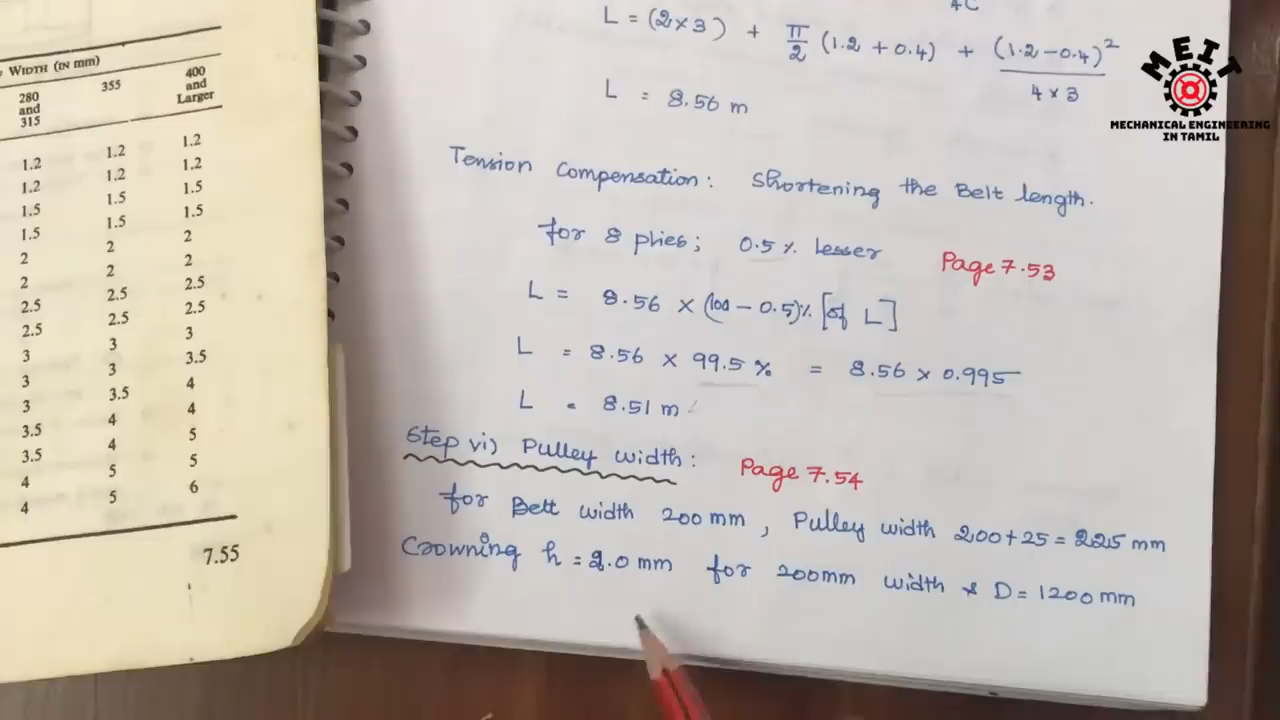 WIDTH (IN mm)
280 and 315 355 400 and Larger
1.2 1.2 1.2
1.2 1.2 1.2
1.5 1.5 1.5
1.5 1.5 1.5
2 2 2
2 2 2
2.5 2.5 2.5
2.5 2.5 2.5
3 3 3
3 3 3.5
3 3.5 4
3.5 4 4
3.5 4 5
4 5 5
4 5 6
7.55
4C
L = (2×3) + π/2 (1.2 + 0.4) + (1.2 – 0.4)² / 4 × 3
L = 8.56 m
Tension Compensation: Shortening the Belt length.
for 8 plies; 0.5 % lesser Page 7.53
L = 8.56 × (100 – 0.5)% [of L]
L = 8.56 × 99.5 % = 8.56 × 0.995
L = 8.51 m
Step vi) Pulley width: Page 7.54
for Belt width 200 mm, Pulley width 200+25 = 225 mm
Crowning h = 2.0 mm for 200mm width & D = 1200 mm
MEIT
MECHANICAL ENGINEERING
IN TAMIL